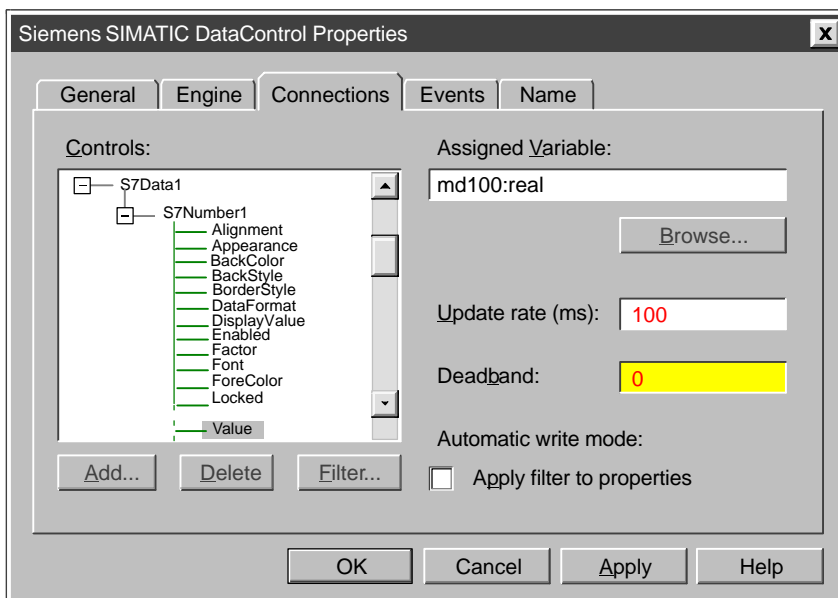 Siemens SIMATIC DataControl Properties
X
General Engine Connections Events Name
Controls:
S7Data1
S7Number1
Alignment
Appearance
BackColor
BackStyle
BorderStyle
DataFormat
DisplayValue
Enabled
Factor
Font
ForeColor
Locked
Value
Add... Delete Filter...
Assigned Variable:
md100:real
Browse...
Update rate (ms): 100
Deadband: 0
Automatic write mode:
Apply filter to properties
OK Cancel Apply Help